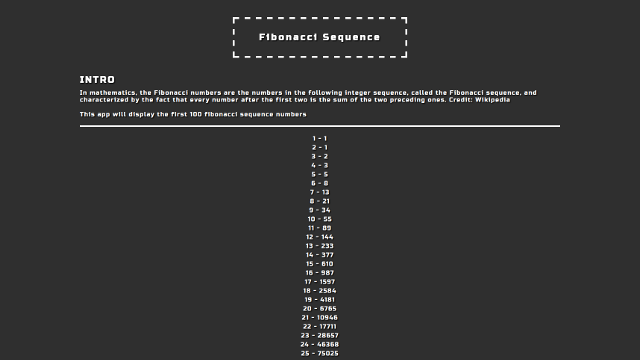 Fibonacci Sequence
INTRO
In mathematics, the Fibonacci numbers are the numbers in the following integer sequence, called the Fibonacci sequence, and
characterized by the fact that every number after the first two is the sum of the two preceding ones. Credit: Wikipedia
This app will display the first 100 fibonacci sequence numbers
1 - 1
2 - 1
3 - 2
4 - 3
5 - 5
6 - 8
7 - 13
8 - 21
9 - 34
10 - 55
11 - 89
12 - 144
13 - 233
14 - 377
15 - 610
16 - 987
17 - 1597
18 - 2584
19 - 4181
20 - 6765
21 - 10946
22 - 17711
23 - 28657
24 - 46368
25 - 75025